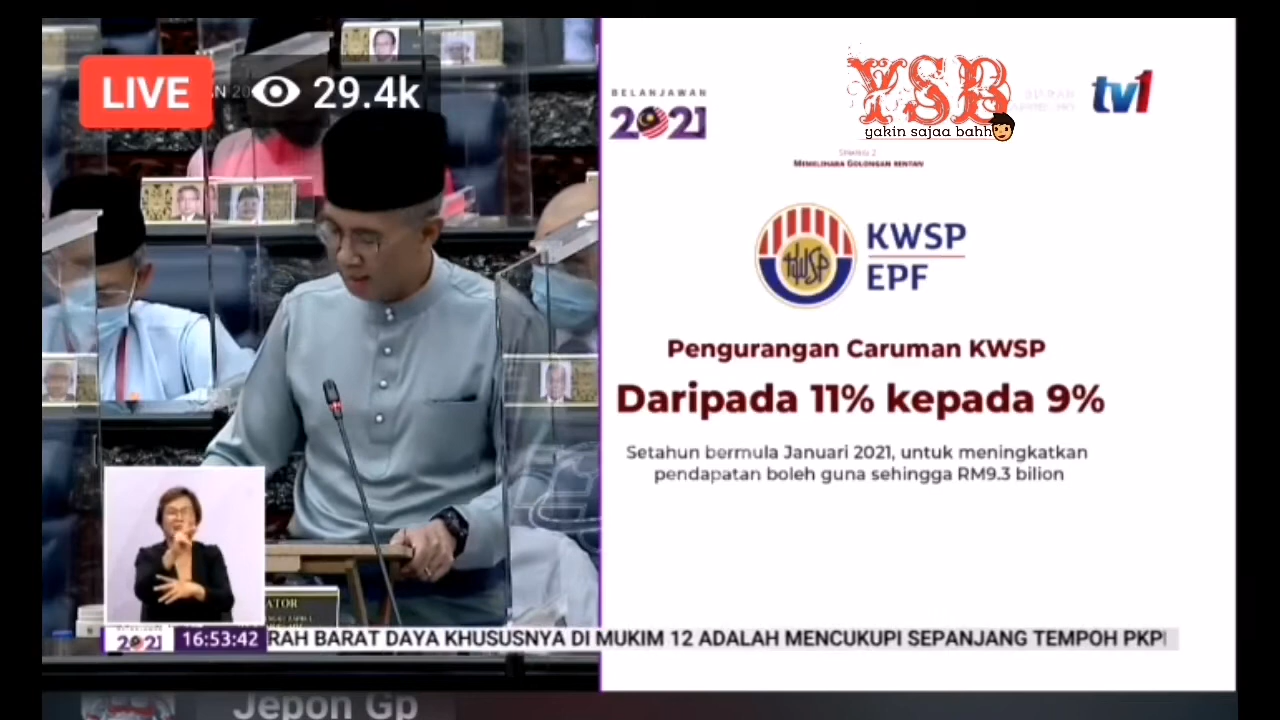 LIVE
29.4k
BELANJAWAN
2021
YSB
yakin sajaa bahh
tv1
MEMELIHARA GOLONGAN RENTAN
KWSP
EPF
Pengurangan Caruman KWSP
Daripada 11% kepada 9%
Setahun bermula Januari 2021, untuk meningkatkan
pendapatan boleh guna sehingga RM9.3 bilion
ATOR
2021
16:53:42
RAH BARAT DAYA KHUSUSNYA DI MUKIM 12 ADALAH MENCUKUPI SEPANJANG TEMPOH PKP
Jepon Gp